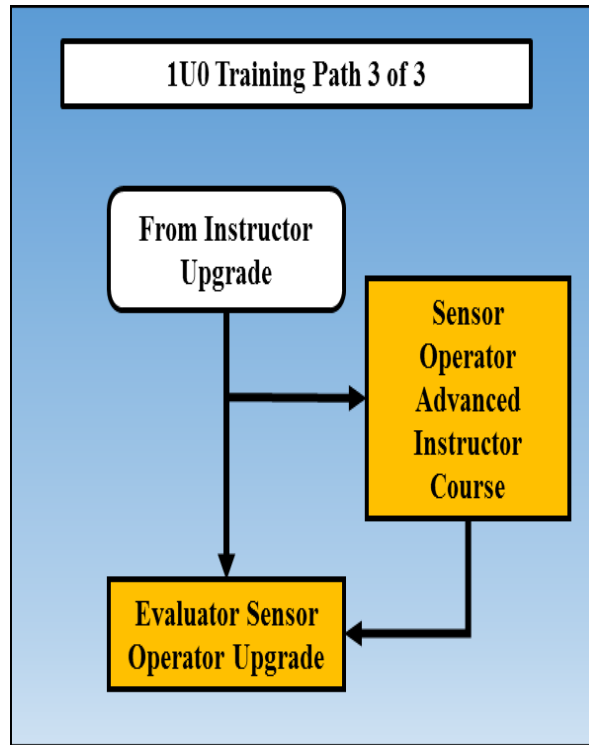 1U0 Training Path 3 of 3
From Instructor
Upgrade
Sensor
Operator
Advanced
Instructor
Course
Evaluator Sensor
Operator Upgrade